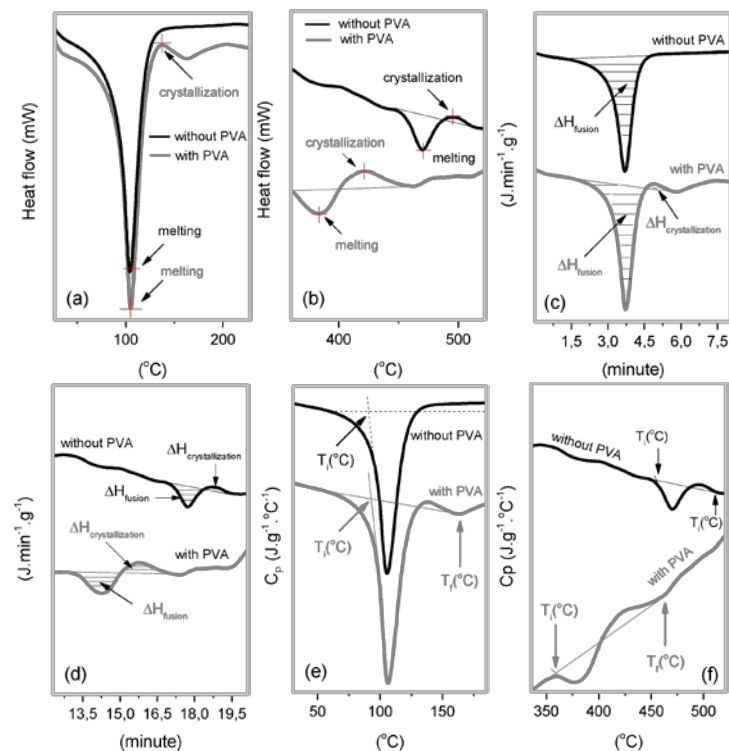 without PVA
with PVA
crystallization
without PVA
with PVA
melting
melting
Heat flow (mW)
(a)
100
200
(°C)
without PVA
with PVA
crystallization
crystallization
melting
melting
Heat flow (mW)
(b)
400
500
(°C)
without PVA
ΔHfusion
with PVA
ΔHfusion
ΔHcrystallization
(J.min⁻¹.g⁻¹)
(c)
1,5
3,0
4,5
6,0
7,5
(minute)
without PVA
ΔHcrystallization
ΔHfusion
ΔHcrystallization
with PVA
ΔHfusion
(J.min⁻¹.g⁻¹)
(d)
13,5
15,0
16,5
18,0
19,5
(minute)
without PVA
Ti(°C)
with PVA
Ti(°C)
Tf(°C)
CP (J.g⁻¹.°C⁻¹)
(e)
50
100
150
(°C)
without PVA
Ti(°C)
Ti(°C)
with PVA
Ti(°C)
Tf(°C)
Cp (J.g⁻¹.°C⁻¹)
(f)
350
400
450
500
(°C)